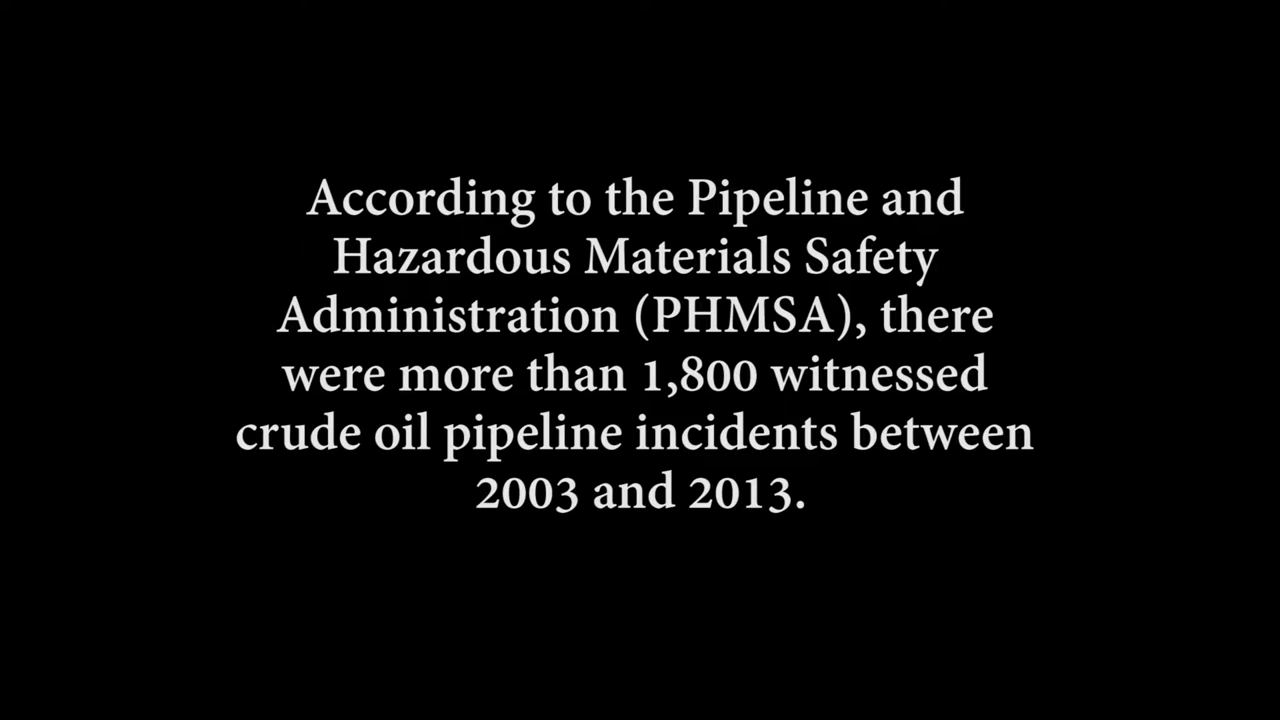 According to the Pipeline and
Hazardous Materials Safety
Administration (PHMSA), there
were more than 1,800 witnessed
crude oil pipeline incidents between
2003 and 2013.